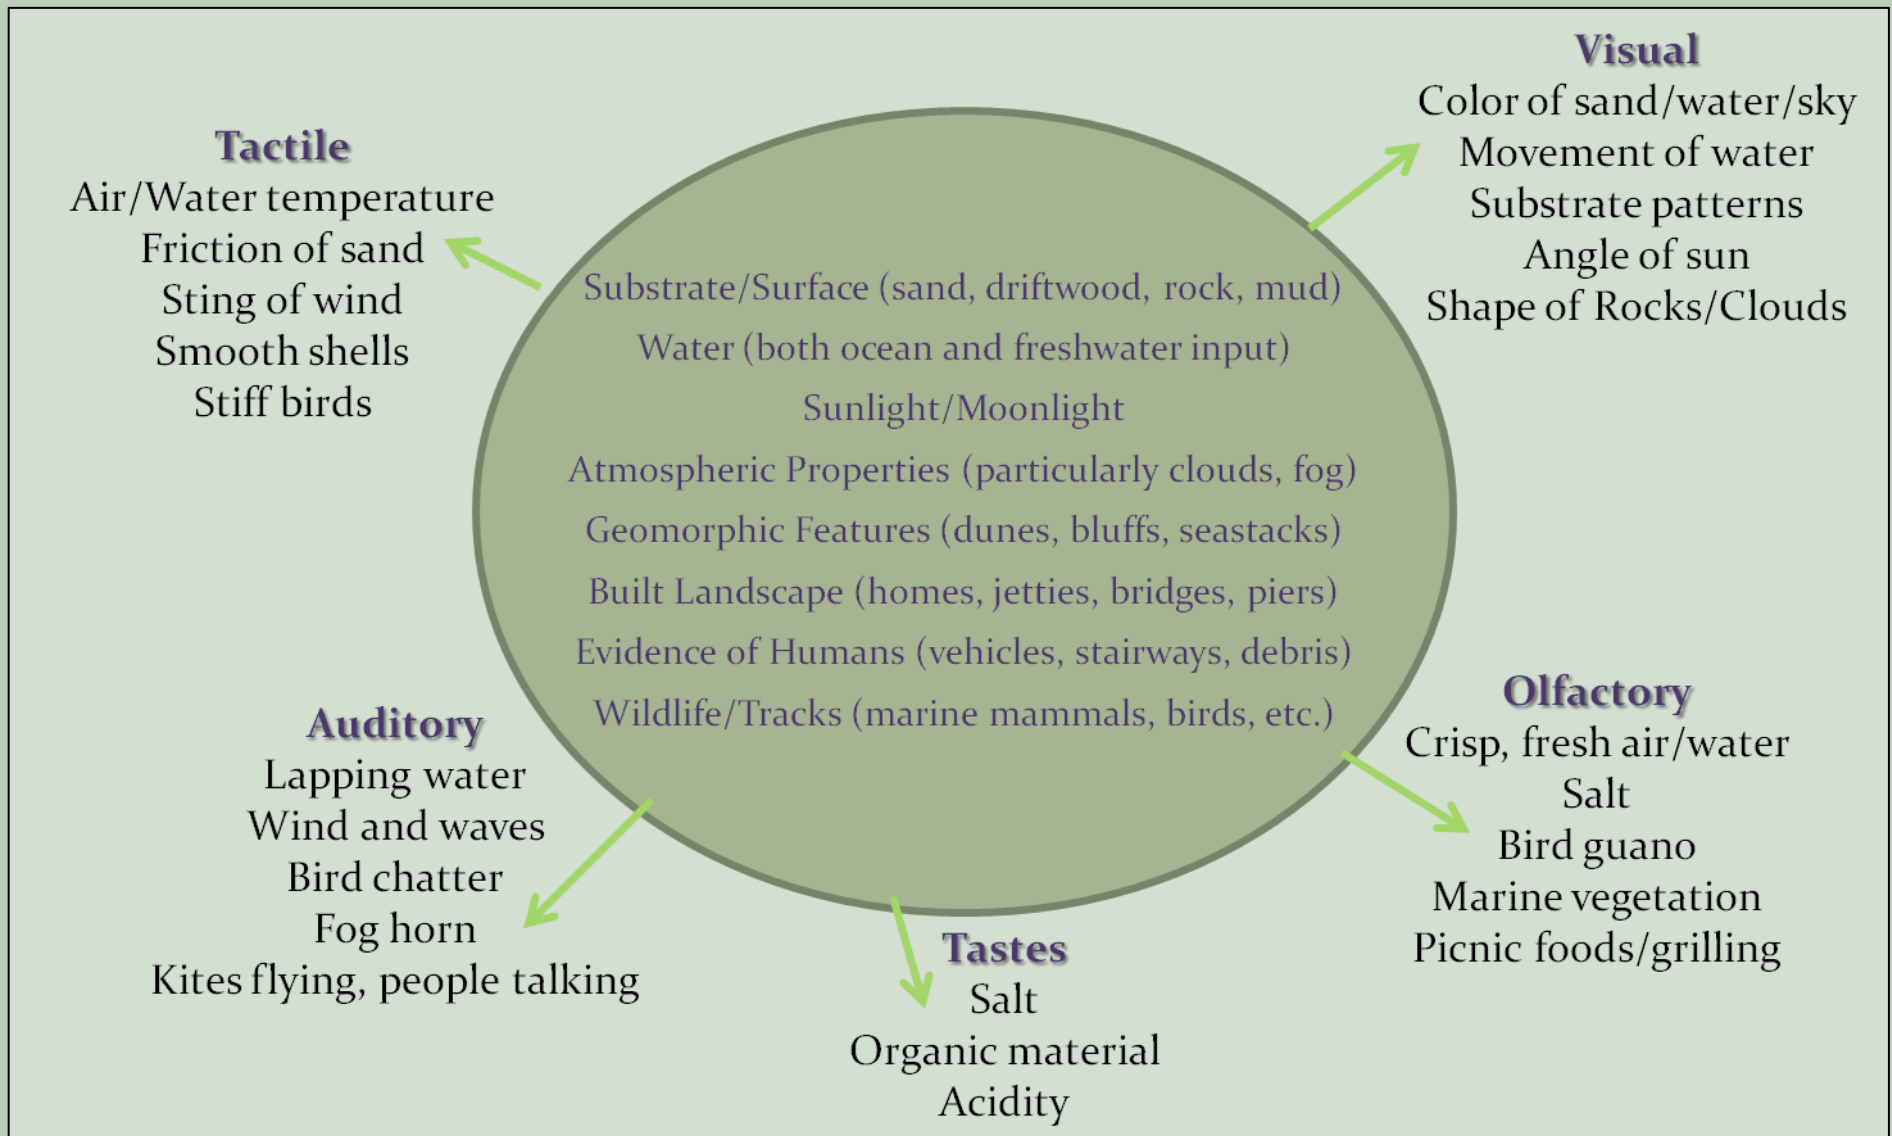 Visual
Color of sand/water/sky
Movement of water
Substrate patterns
Angle of sun
Shape of Rocks/Clouds
Tactile
Air/Water temperature
Friction of sand
Sting of wind
Smooth shells
Stiff birds
Substrate/Surface (sand, driftwood, rock, mud)
Water (both ocean and freshwater input)
Sunlight/Moonlight
Atmospheric Properties (particularly clouds, fog)
Geomorphic Features (dunes, bluffs, seastacks)
Built Landscape (homes, jetties, bridges, piers)
Evidence of Humans (vehicles, stairways, debris)
Wildlife/Tracks (marine mammals, birds, etc.)
Auditory
Lapping water
Wind and waves
Bird chatter
Fog horn
Kites flying, people talking
Tastes
Salt
Organic material
Acidity
Olfactory
Crisp, fresh air/water
Salt
Bird guano
Marine vegetation
Picnic foods/grilling